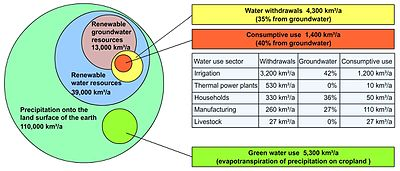 Renewable
groundwater
resources
13,000 km³/a
Renewable
water resources
39,000 km³/a
Precipitation onto the
land surface of the earth
110,000 km³/a
Water withdrawals 4,300 km³/a
(35% from groundwater)
Consumptive use 1,400 km³/a
(40% from groundwater)
Water use sector Withdrawals Groundwater Consumptive use
Irrigation 3,200 km³/a 42% 1,200 km³/a
Thermal power plants 530 km³/a 0% 10 km³/a
Households 330 km³/a 36% 50 km³/a
Manufacturing 260 km³/a 27% 110 km³/a
Livestock 27 km³/a 0% 27 km³/a
Green water use 5,300 km³/a
(evapotranspiration of precipitation on cropland )